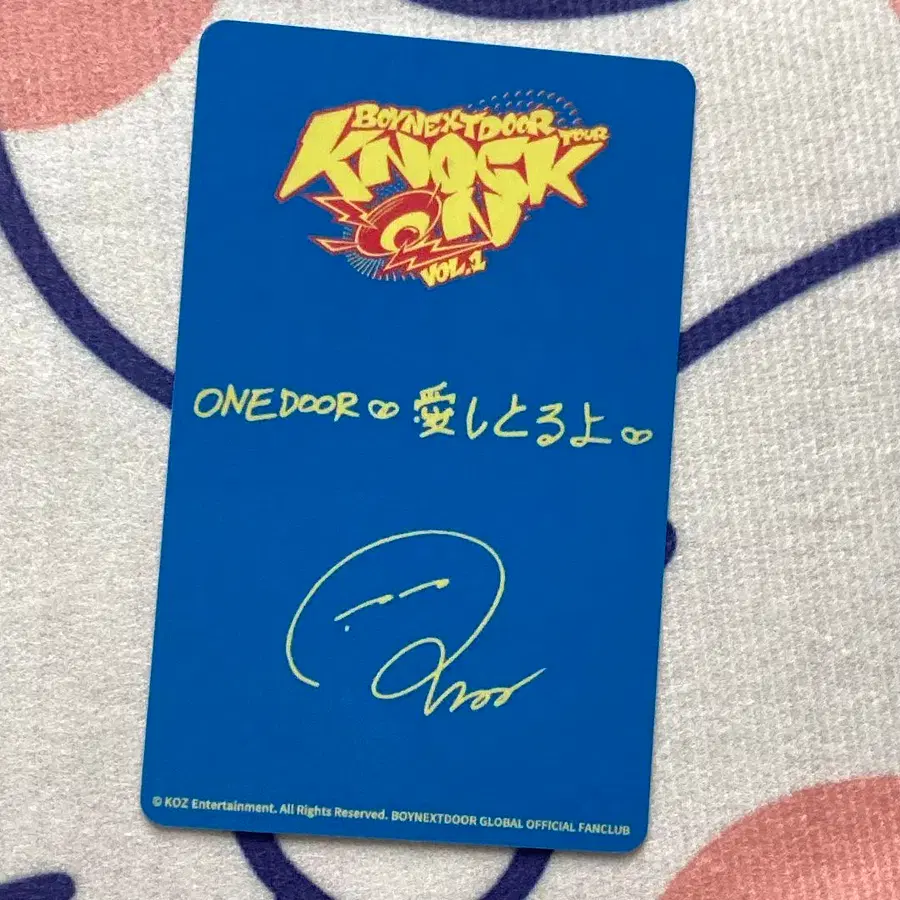 BOYNEXTDOOR TOUR
KNOCK
ON
VOL.1
ONEDOOR♡ 愛しとるよ♡
© KOZ Entertainment. All Rights Reserved. BOYNEXTDOOR GLOBAL OFFICIAL FANCLUB